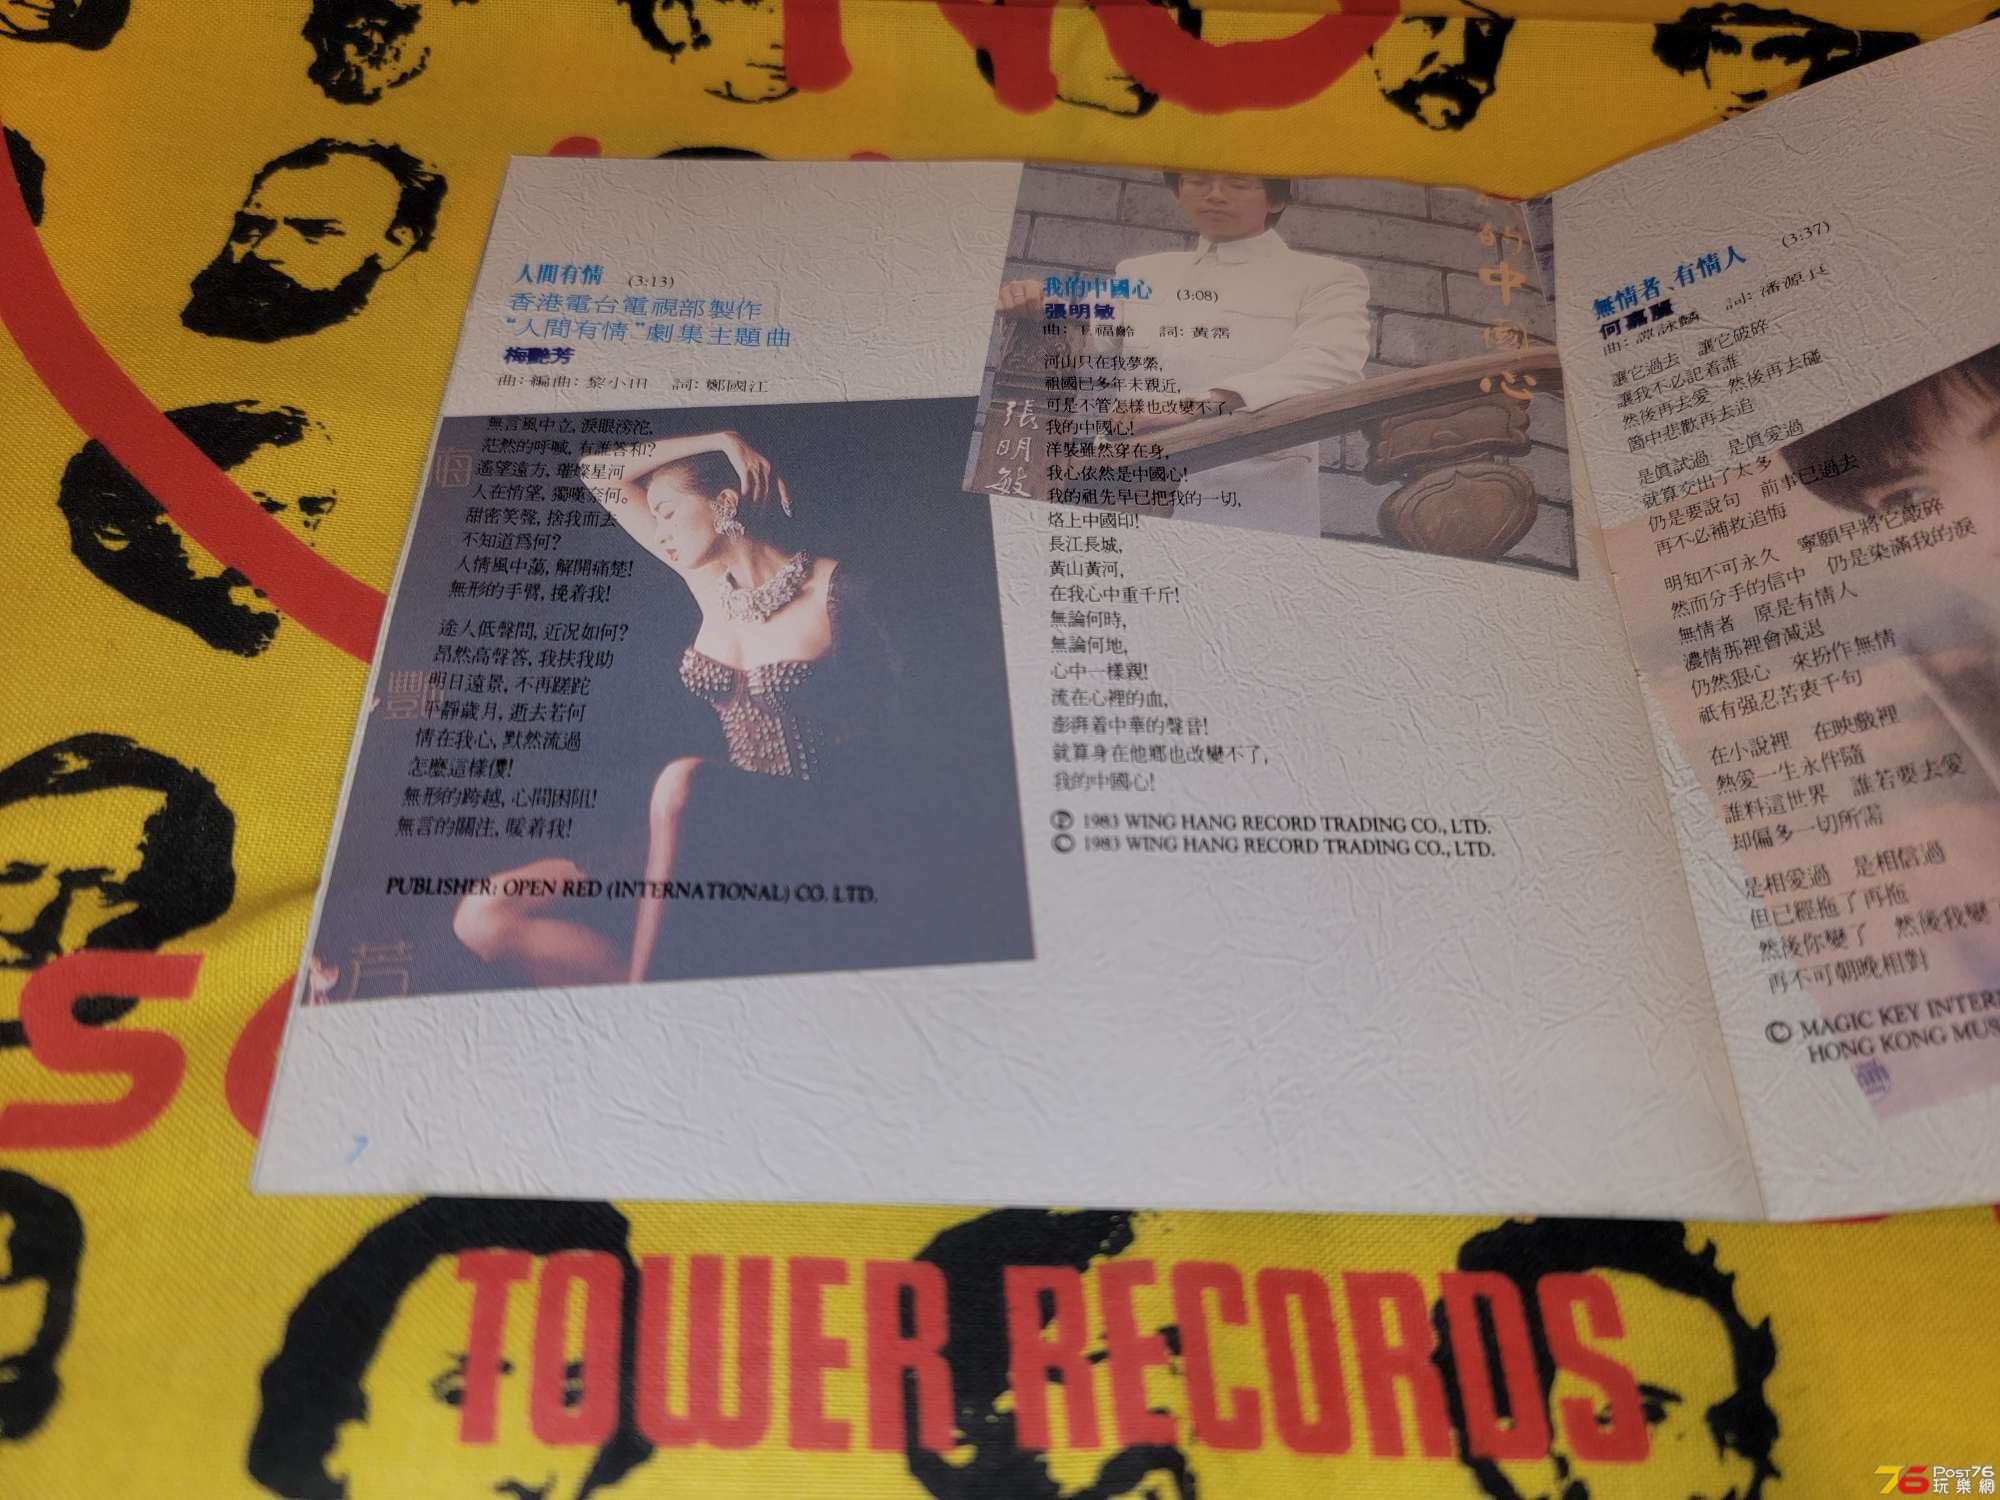 人間有情 (3:13)
香港電台電視部製作
“人間有情”劇集主題曲
梅艷芳
曲:編曲: 黎小田 詞: 鄭國江
無言風中立, 淚眼滂沱,
茫然的呼喊, 有誰答和?
遙望遠方, 璀燦星河
人在悄望, 獨嘆奈何。
甜密笑聲, 捨我而去
不知道爲何?
人情風中蕩, 解開痛楚!
無形的手臂, 挽着我!
途人低聲問, 近況如何?
昂然高聲答, 我扶我助
明日遠景, 不再蹉跎
平靜歲月, 逝去若何
情在我心, 默然流過
怎麼這樣儍!
無形的跨越, 心間困阻!
無言的關注, 暖着我!
PUBLISHER: OPEN RED (INTERNATIONAL) CO. LTD.
梅
豔
芳
7
我的中國心 (3:08)
張明敏
曲: 王福齡 詞: 黃霑
河山只在我夢縈,
祖國已多年未親近,
可是不管怎樣也改變不了,
我的中國心!
洋裝雖然穿在身,
我心依然是中國心!
我的祖先早已把我的一切,
烙上中國印!
長江長城,
黃山黃河,
在我心中重千斤!
無論何時,
無論何地,
心中一樣親!
流在心裡的血,
澎湃着中華的聲音!
就算身在他鄉也改變不了,
我的中國心!
Ⓟ 1983 WING HANG RECORD TRADING CO., LTD.
© 1983 WING HANG RECORD TRADING CO., LTD.
的中國心
張明敏
無情者、有情人 (3:37)
何嘉麗
曲: 譚詠麟 詞: 潘源良
讓它過去 讓它破碎
讓我不必記着誰
然後再去愛 然後再去碰
箇中悲歡再去追
是眞試過 是眞愛過
就算交出了太多
仍是要說句 前事已過去
再不必補救追悔
明知不可永久 寧願早將它敲碎
然而分手的信中 仍是染滿我的淚
無情者 原是有情人
濃情那裡會減退
仍然狠心 來扮作無情
祇有强忍苦衷千句
在小說裡 在映戲裡
熱愛一生永伴隨
誰料這世界 誰若要去愛
却偏多一切所需
是相愛過 是相信過
但已經拖了再拖
然後你變了 然後我變
再不可朝晚相對
© MAGIC KEY INTER
HONG KONG MUS
NO
TOWER RECORDS
Post76
玩樂網